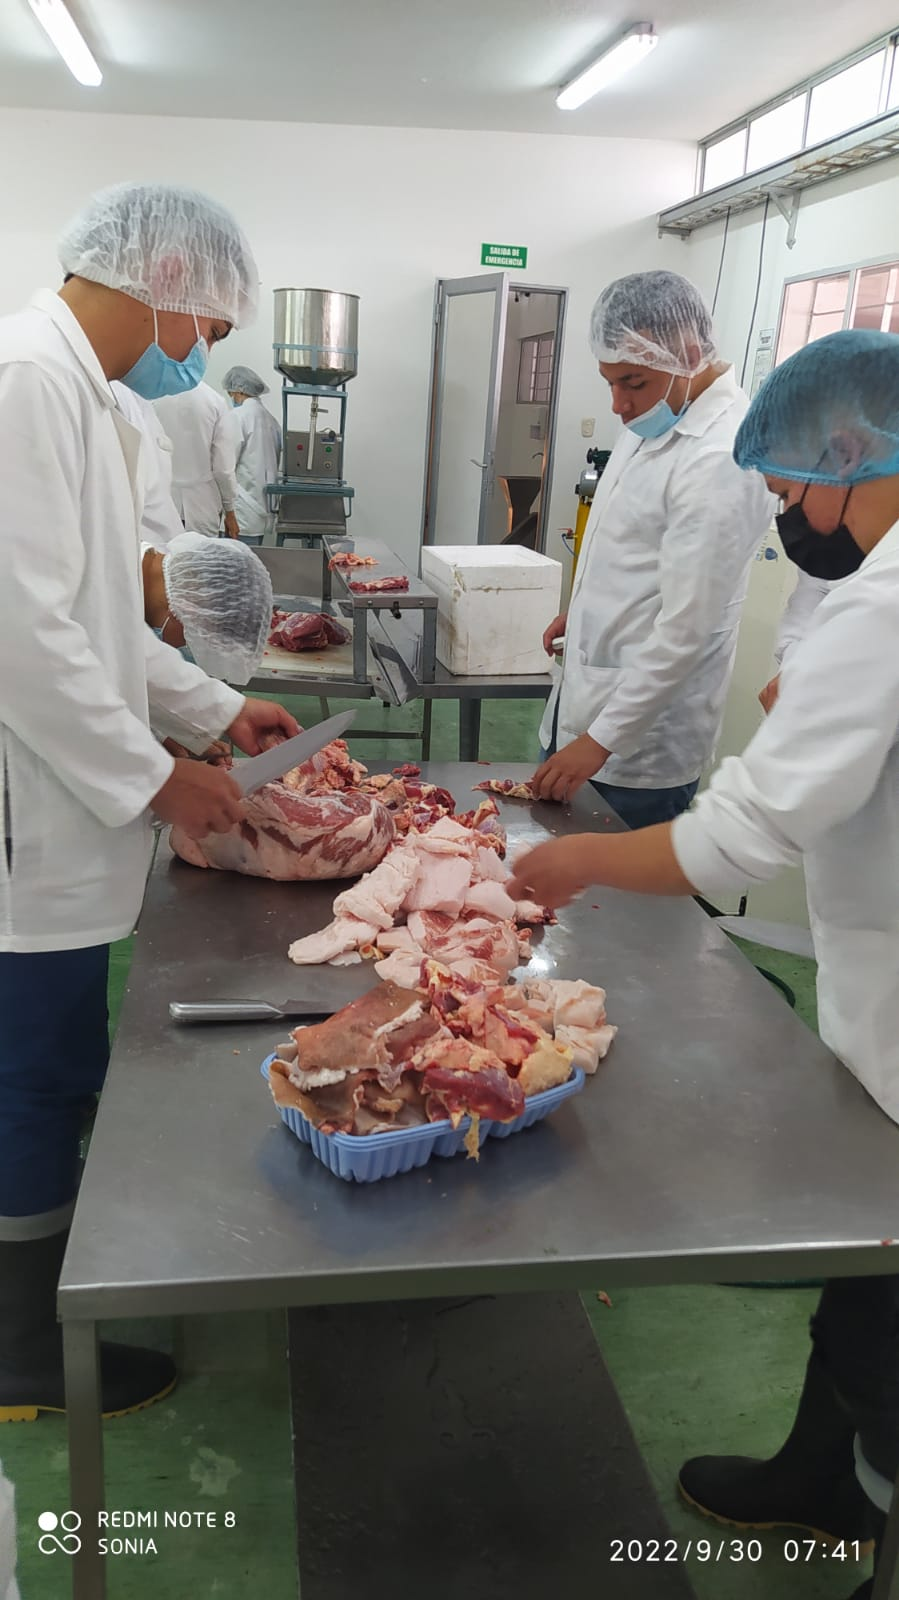 SALIDA DE
EMERGENCIA
REDMI NOTE 8
SONIA
2022/9/30 07:41